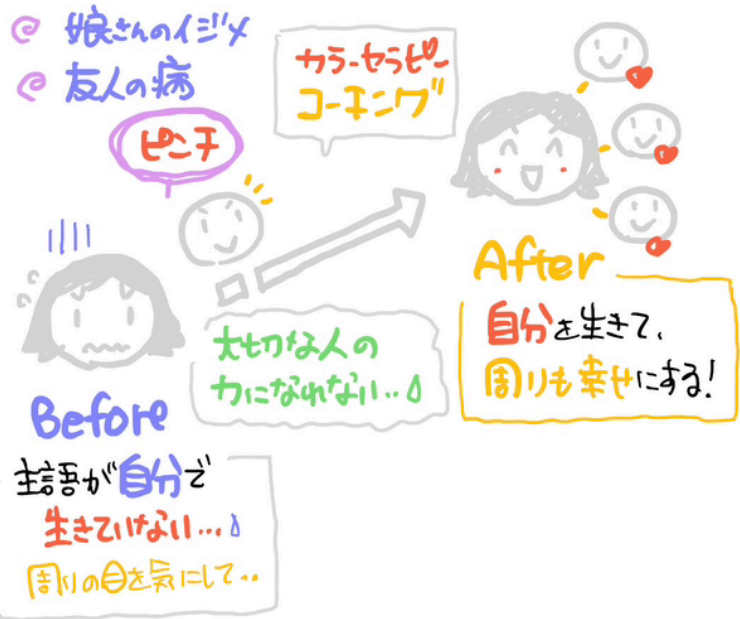 娘さんのイジメ
友人の病
ピンチ
カラーセラピー
コーチング
大切な人の
力になれない‥
Before
主語が自分で
生きていない…
周りの目を気にして‥
After
自分を生きて、
周りも幸せにする!